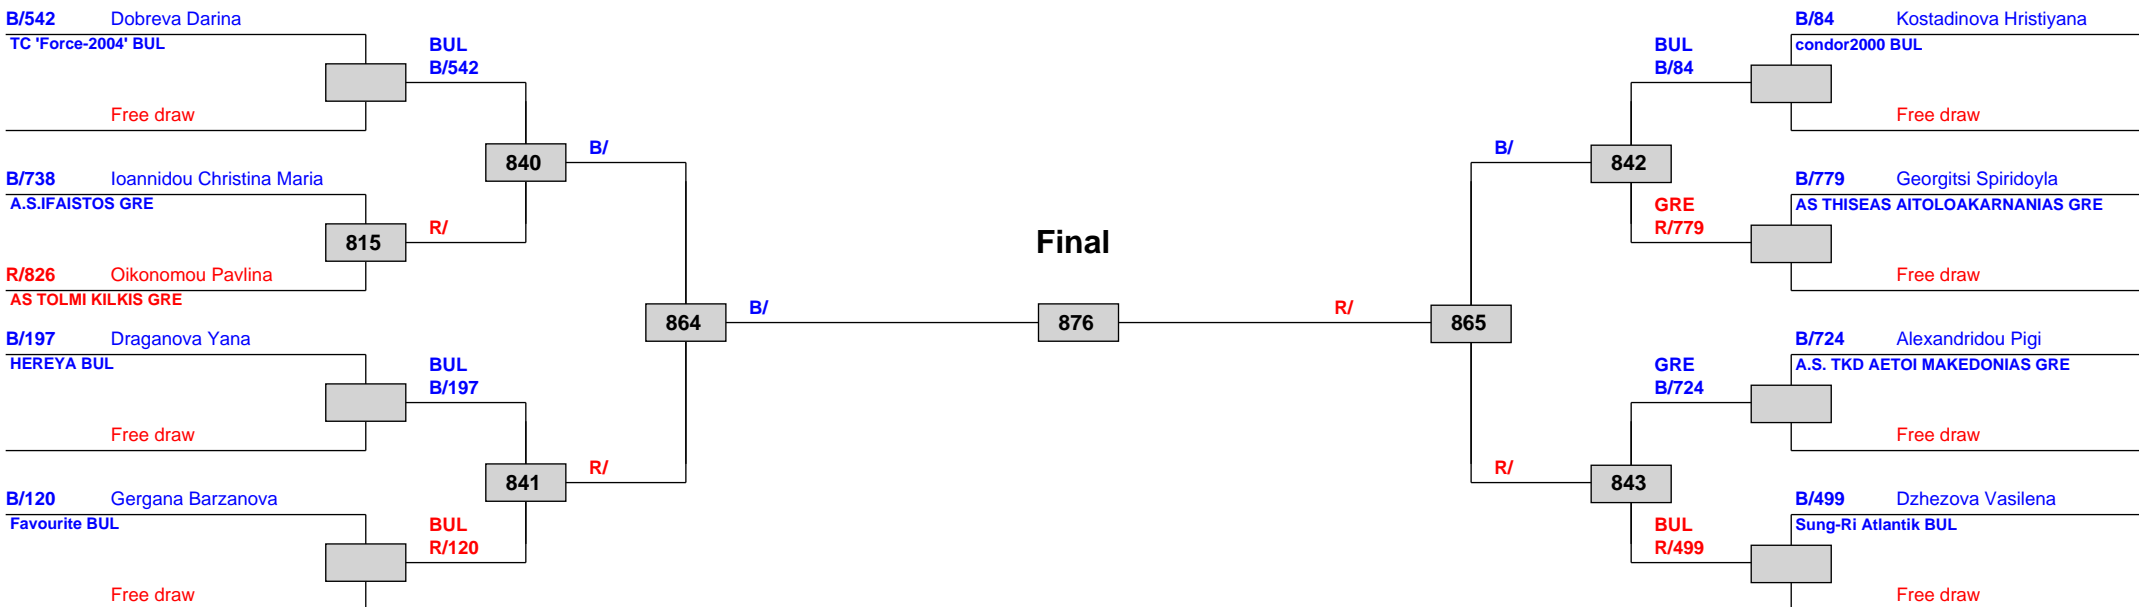 B/542 Dobreva Darina
TC 'Force-2004' BUL
Free draw
BUL
B/542
B/738 Ioannidou Christina Maria
A.S.IFAISTOS GRE
815
R/
R/826 Oikonomou Pavlina
AS TOLMI KILKIS GRE
840
B/
B/197 Draganova Yana
HEREYA BUL
Free draw
BUL
B/197
B/120 Gergana Barzanova
Favourite BUL
Free draw
BUL
R/120
841
R/
864
B/
Final
876
R/
865
B/
842
BUL
B/84
B/84 Kostadinova Hristiyana
condor2000 BUL
Free draw
GRE
R/779
B/779 Georgitsi Spiridoyla
AS THISEAS AITOLOAKARNANIAS GRE
Free draw
R/
843
GRE
B/724
B/724 Alexandridou Pigi
A.S. TKD AETOI MAKEDONIAS GRE
Free draw
BUL
R/499
B/499 Dzhezova Vasilena
Sung-Ri Atlantik BUL
Free draw